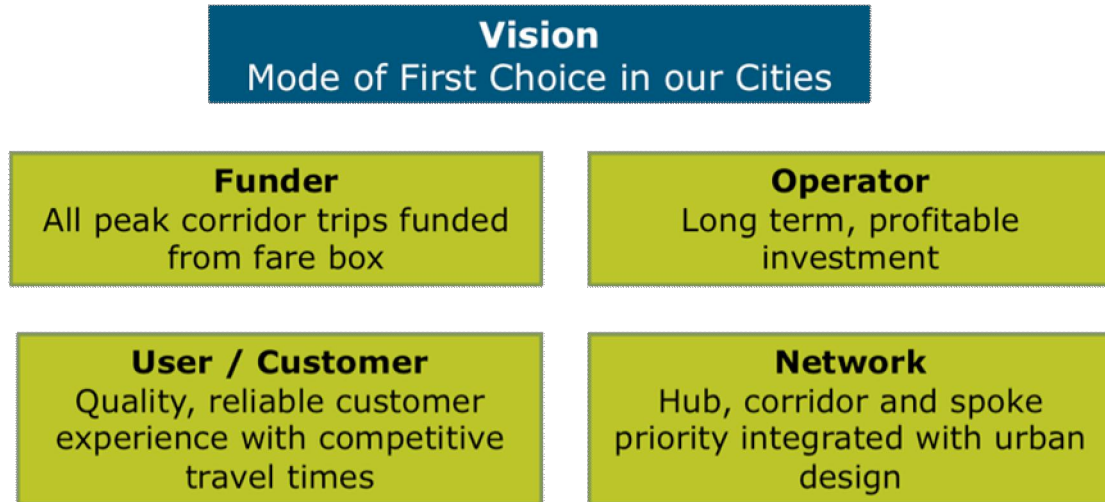 Vision
Mode of First Choice in our Cities
Funder
All peak corridor trips funded
from fare box
Operator
Long term, profitable
investment
User / Customer
Quality, reliable customer
experience with competitive
travel times
Network
Hub, corridor and spoke
priority integrated with urban
design